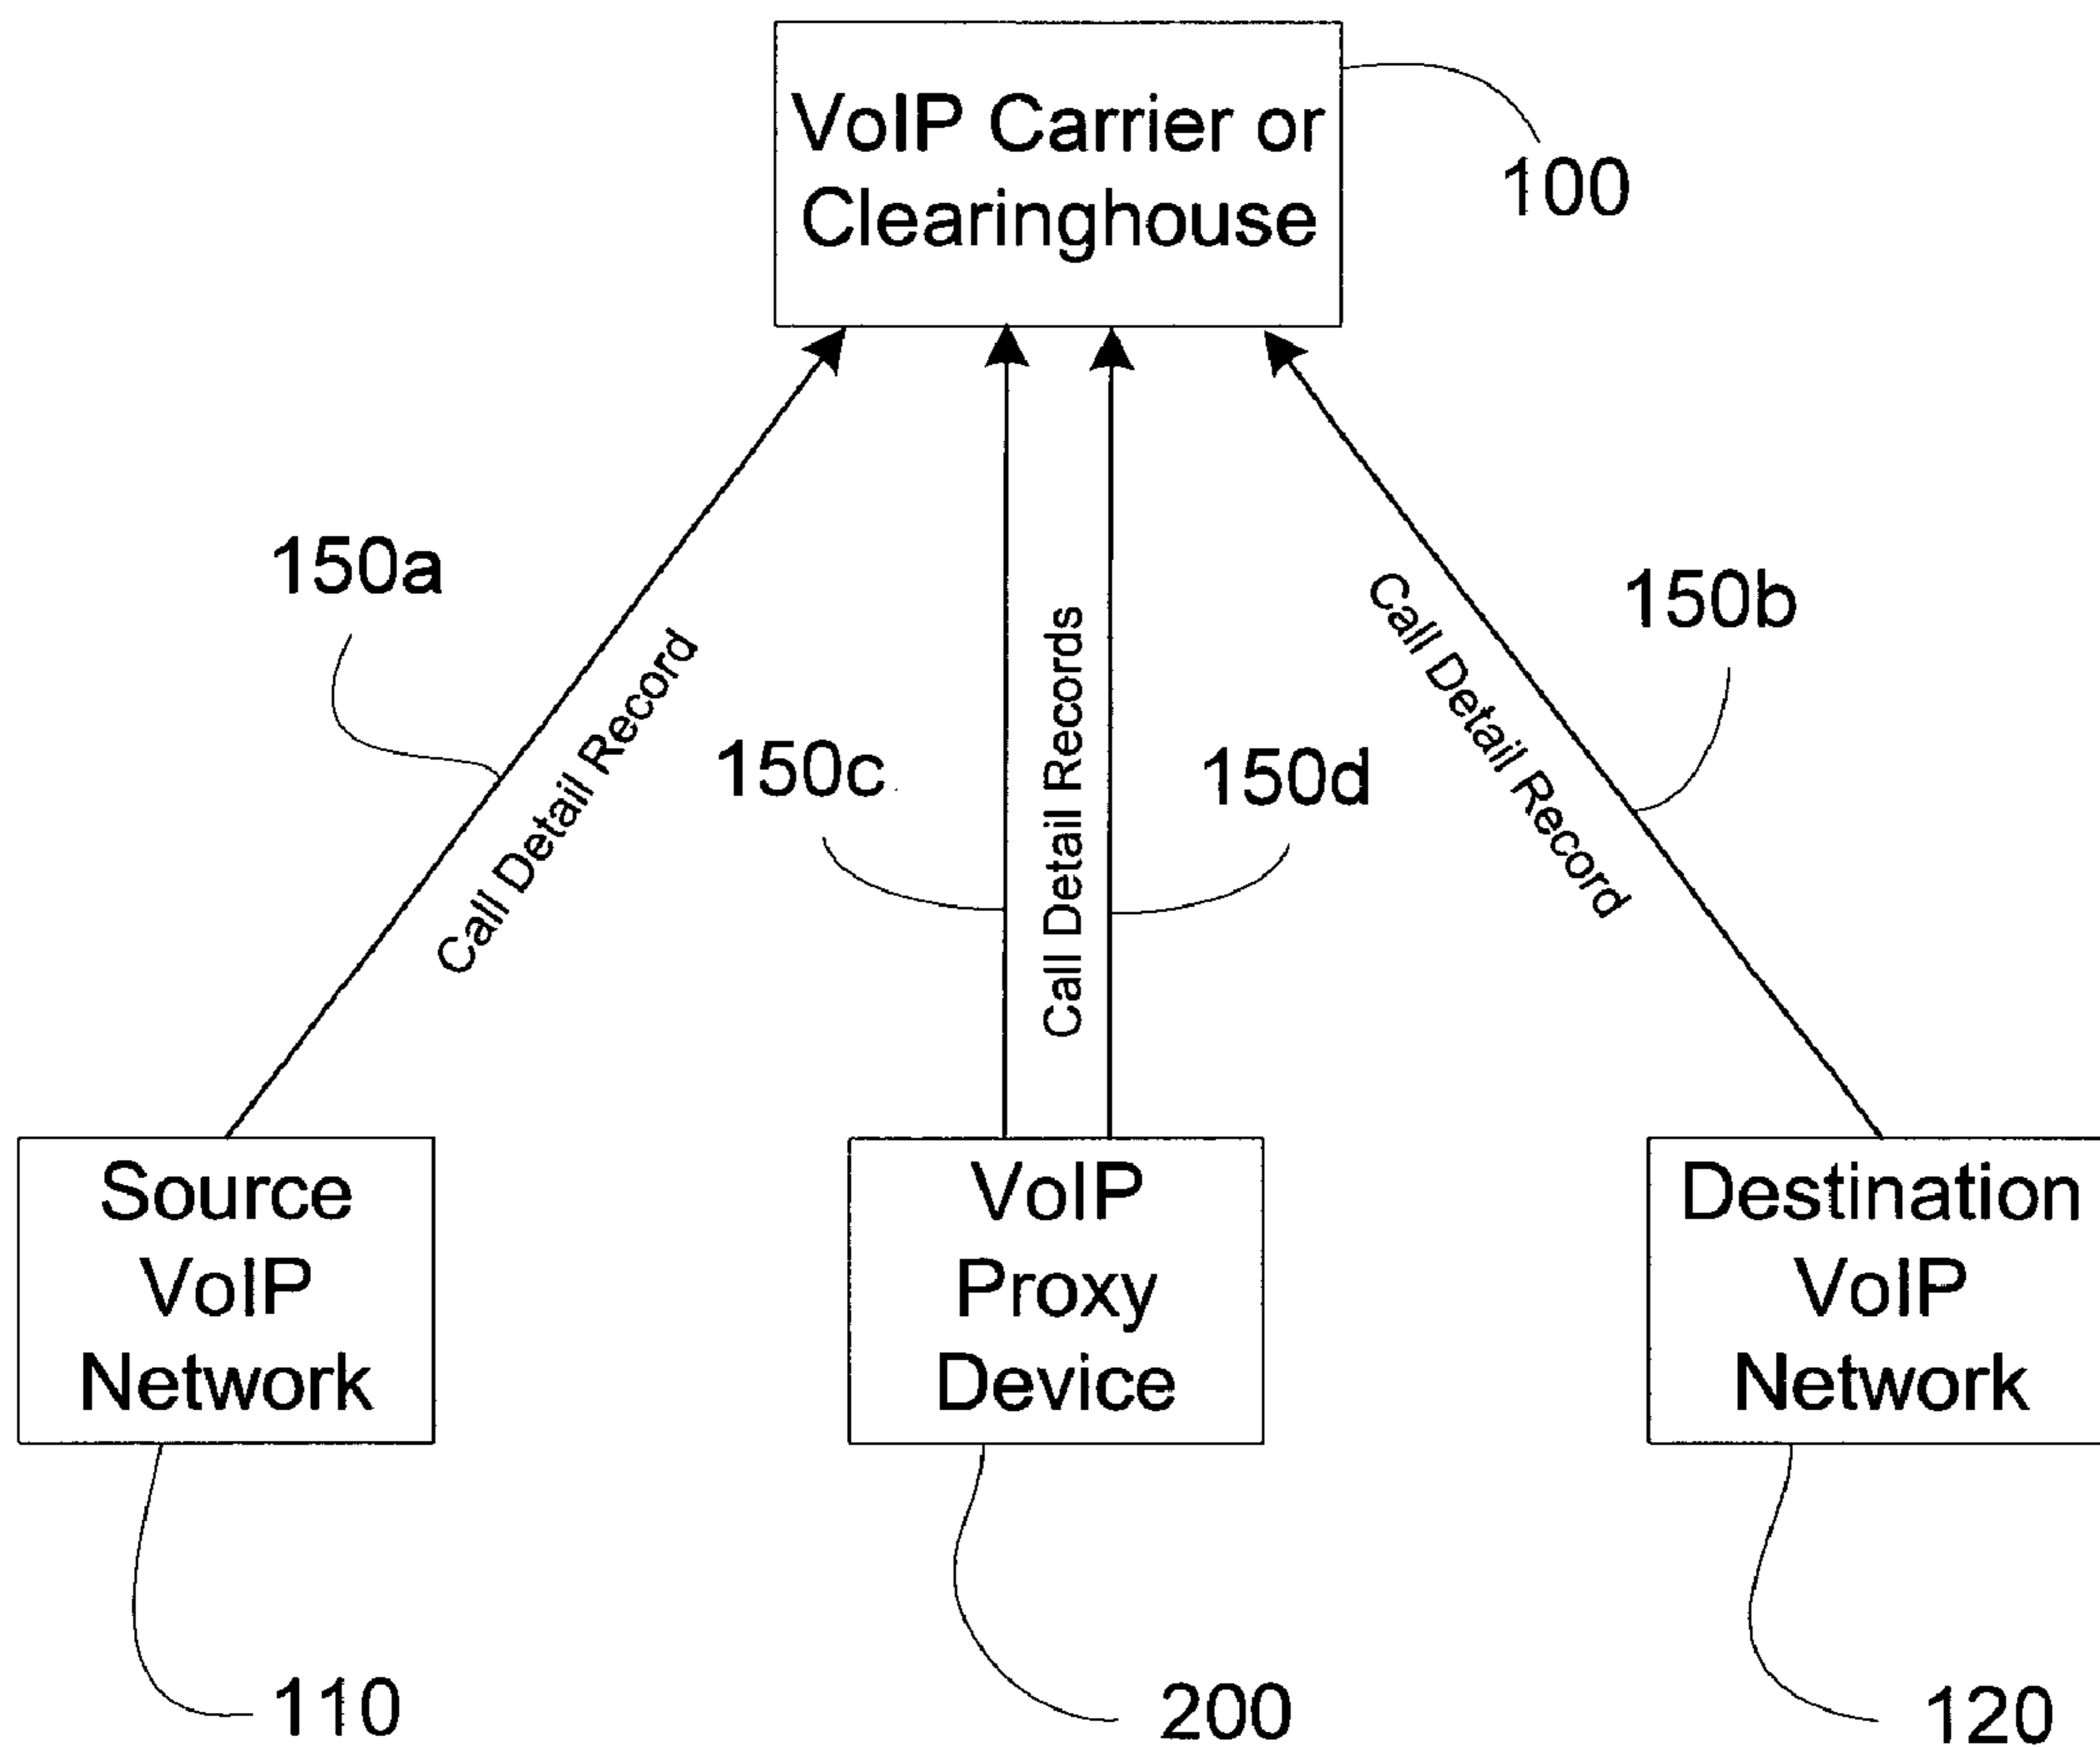 VoIP Carrier or
Clearinghouse
100
150a
150b
Call Detail Record
150c
Call Detail Records
150d
Call Detail Record
Source
VoIP
Network
VoIP
Proxy
Device
Destination
VoIP
Network
110
200
120